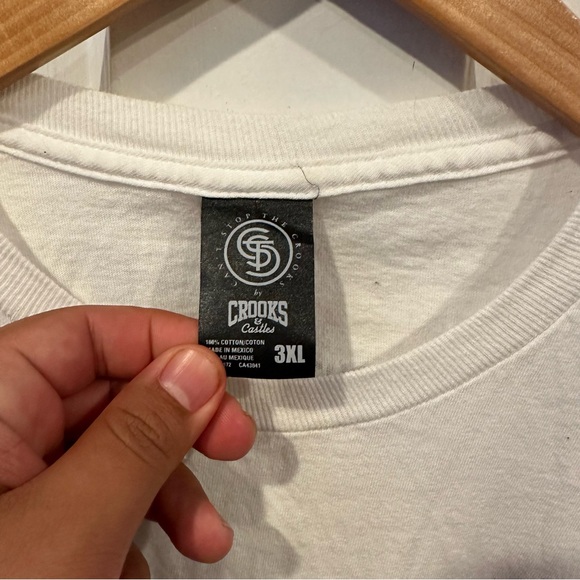 CAN'T STOP THE CROOKS
by
CROOKS
&
Castles
100% COTTON/COTON
MADE IN MEXICO
AU MEXIQUE
CA43041
3XL